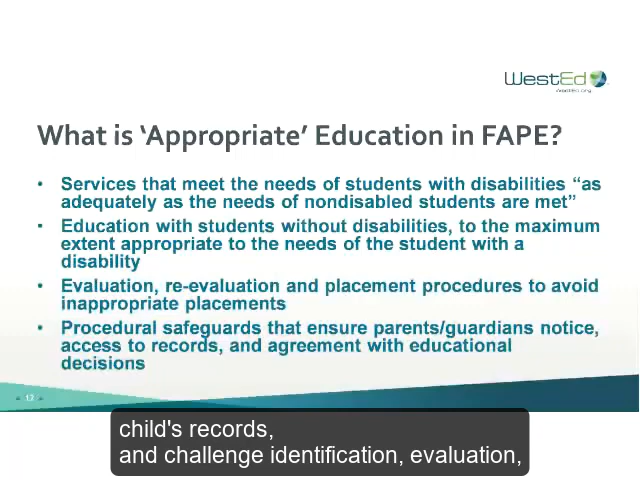 WestEd
WestEd.org
What is ‘Appropriate’ Education in FAPE?
• Services that meet the needs of students with disabilities “as
adequately as the needs of nondisabled students are met”
• Education with students without disabilities, to the maximum
extent appropriate to the needs of the student with a
disability
• Evaluation, re-evaluation and placement procedures to avoid
inappropriate placements
• Procedural safeguards that ensure parents/guardians notice,
access to records, and agreement with educational
decisions
12
child's records,
and challenge identification, evaluation,